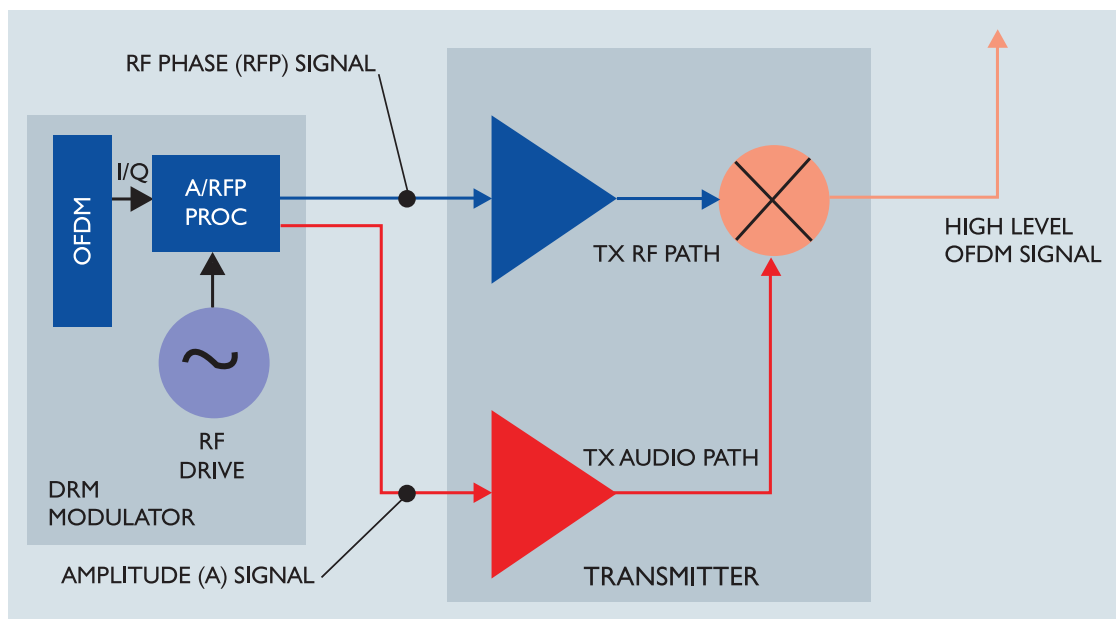 RF PHASE (RFP) SIGNAL
OFDM
I/Q
A/RFP
PROC
RF
DRIVE
DRM
MODULATOR
AMPLITUDE (A) SIGNAL
TX RF PATH
TX AUDIO PATH
TRANSMITTER
HIGH LEVEL
OFDM SIGNAL